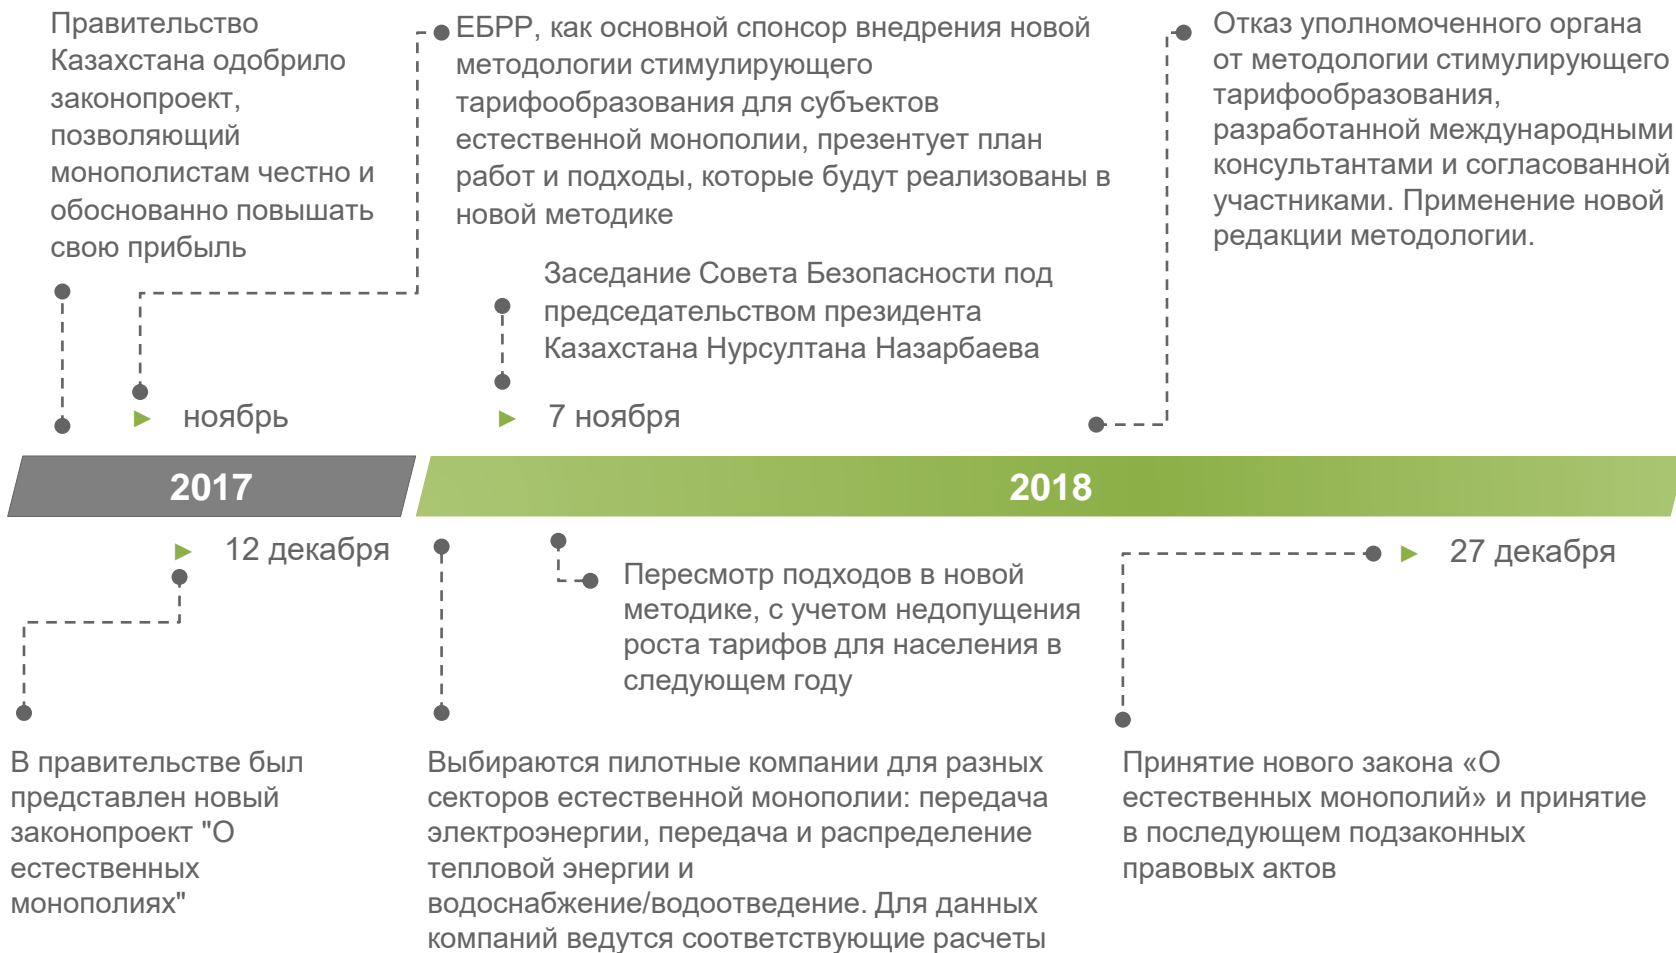 Правительство
Казахстана одобрило
законопроект,
позволяющий
монополистам честно и
обоснованно повышать
свою прибыль
ЕБРР, как основной спонсор внедрения новой
методологии стимулирующего
тарифообразования для субъектов
естественной монополии, презентует план
работ и подходы, которые будут реализованы в
новой методике
Отказ уполномоченного органа
от методологии стимулирующего
тарифообразования,
разработанной международными
консультантами и согласованной
участниками. Применение новой
редакции методологии.
Заседание Совета Безопасности под
председательством президента
Казахстана Нурсултана Назарбаева
► ноябрь
► 7 ноября
2017
2018
► 12 декабря
► 27 декабря
Пересмотр подходов в новой
методике, с учетом недопущения
роста тарифов для населения в
следующем году
В правительстве был
представлен новый
законопроект "О
естественных
монополиях"
Выбираются пилотные компании для разных
секторов естественной монополии: передача
электроэнергии, передача и распределение
тепловой энергии и
водоснабжение/водоотведение. Для данных
компаний ведутся соответствующие расчеты
Принятие нового закона «О
естественных монополий» и принятие
в последующем подзаконных
правовых актов